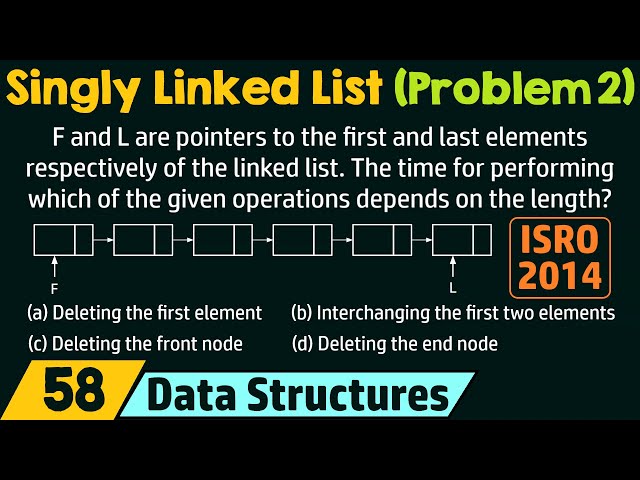 Singly Linked List (Problem 2)
F and L are pointers to the first and last elements
respectively of the linked list. The time for performing
which of the given operations depends on the length?
ISRO
2014
F
L
(a) Deleting the first element (b) Interchanging the first two elements
(c) Deleting the front node (d) Deleting the end node
58 Data Structures